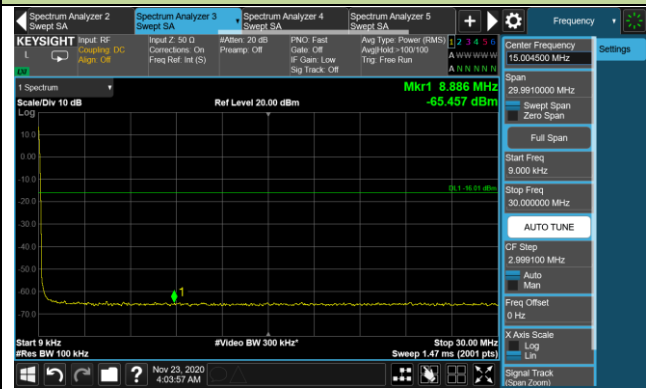 Spectrum Analyzer 2
Swept SA
Spectrum Analyzer 3
Swept SA
Spectrum Analyzer 4
Swept SA
Spectrum Analyzer 5
Swept SA
Frequency
KEYSIGHT
L
Input: RF
Coupling: DC
Align: Off
Input Z: 50 Ω
Corrections: On
Freq Ref: Int (S)
#Atten: 20 dB
Preamp: Off
PNO: Fast
Gate: Off
IF Gain: Low
Sig Track: Off
Avg Type: Power (RMS)
Avg|Hold:>100/100
Trig: Free Run
1 2 3 4 5 6
A W W W W W
A N N N N N
1 Spectrum
Scale/Div 10 dB
Ref Level 20.00 dBm
Mkr1 8.886 MHz
-65.457 dBm
Log
10.0
0.00
-10.0
DL1 -16.01 dBm
-20.0
-30.0
-40.0
-50.0
-60.0
1
-70.0
Start 9 kHz
#Video BW 300 kHz*
Stop 30.00 MHz
#Res BW 100 kHz
Sweep 1.47 ms (2001 pts)
Nov 23, 2020
4:03:57 AM
Center Frequency
15.004500 MHz
Settings
Span
29.9910000 MHz
Swept Span
Zero Span
Full Span
Start Freq
9.000 kHz
Stop Freq
30.000000 MHz
AUTO TUNE
CF Step
2.999100 MHz
Auto
Man
Freq Offset
0 Hz
X Axis Scale
Log
Lin
Signal Track
(Span Zoom)